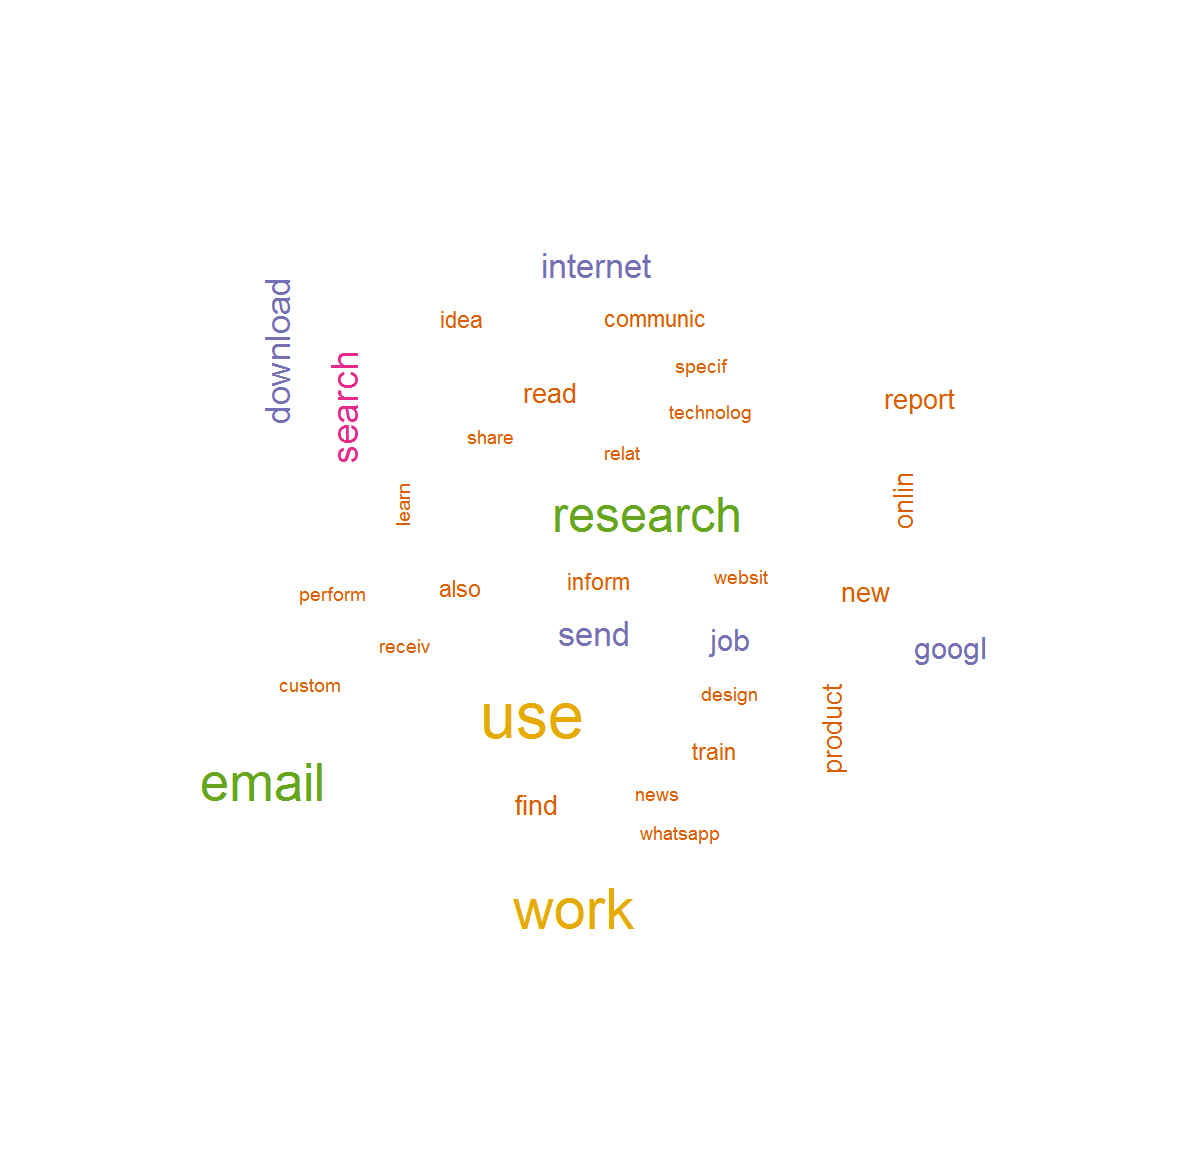 internet
download
idea
communic
search
specif
read
report
technolog
share
relat
learn
onlin
research
websit
inform
also
perform
new
send
job
receiv
googl
custom
design
use
product
train
email
news
find
whatsapp
work